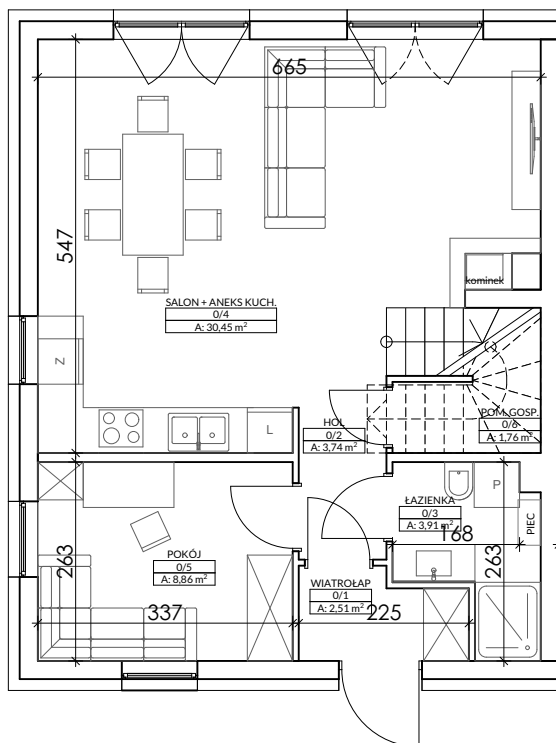 665
547
kominek
SALON + ANEKS KUCH.
0/4
A: 30,45 m²
Z
L
HOL
0/2
A: 3,74 m²
POM.GOSP.
0/6
A: 1,76 m²
P
ŁAZIENKA
0/3
A: 3,91 m²
168
PIEC
263
263
POKÓJ
0/5
A: 8,86 m²
WIATROŁAP
0/1
A: 2,51 m²
337
225